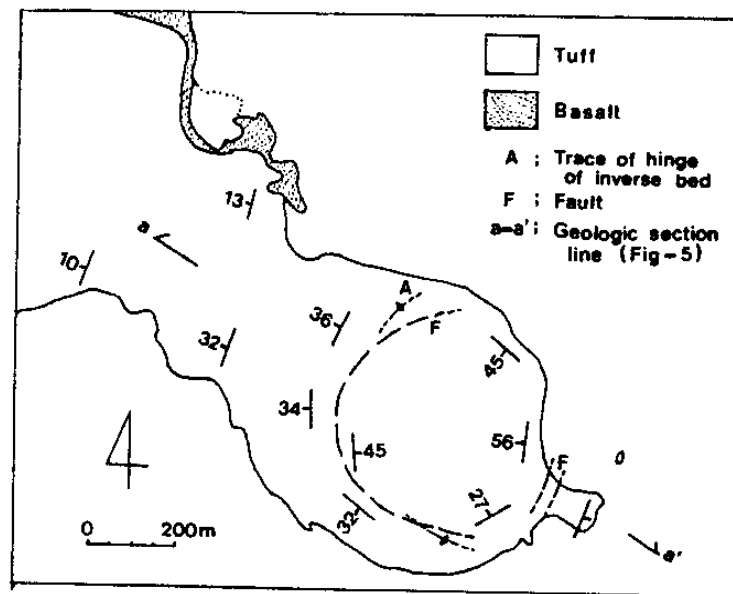 Tuff
Basalt
A ; Trace of hinge
of inverse bed
F ; Fault
a-a'; Geologic section
line (Fig-5)
13
a
10
A
36
F
32
45
34
45
56
F
27
32
0 200m
a'